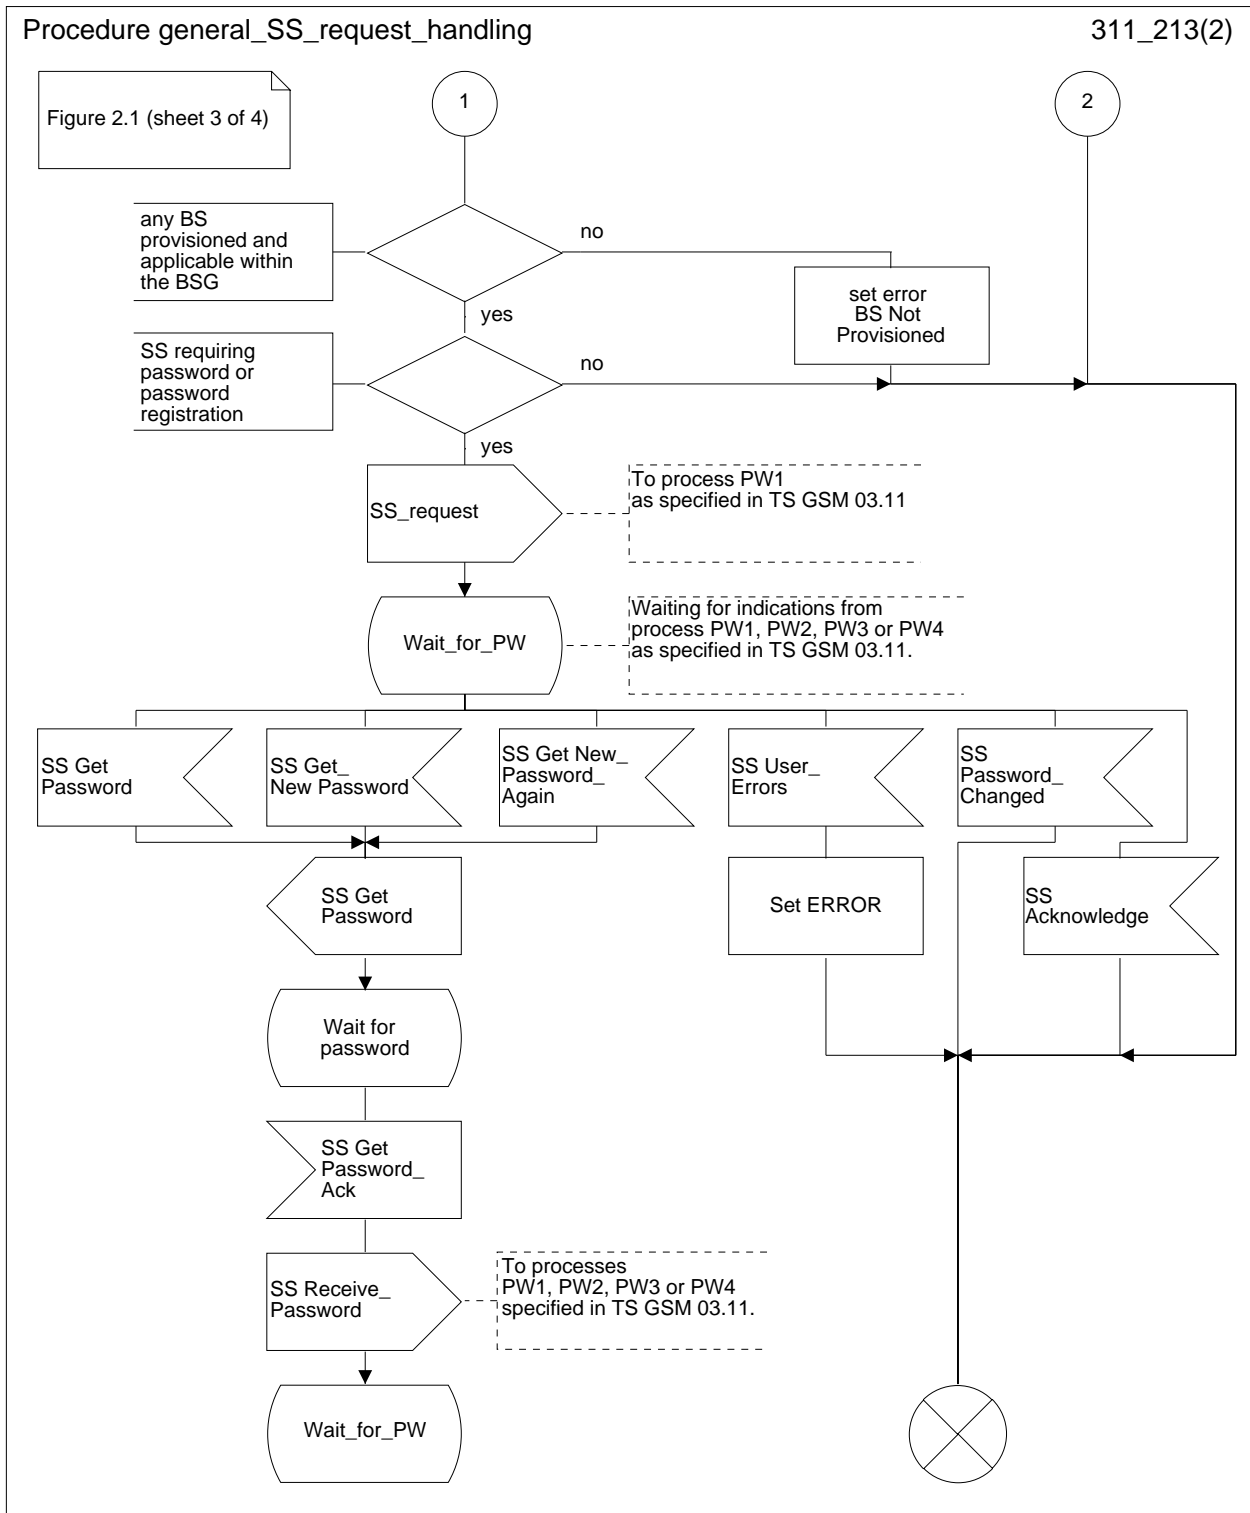 Procedure general_SS_request_handling
311_213(2)
Figure 2.1 (sheet 3 of 4)
1
2
any BS
provisioned and
applicable within
the BSG
no
set error
BS Not
Provisioned
yes
SS requiring
password or
password
registration
no
yes
SS_request
To process PW1
as specified in TS GSM 03.11
Wait_for_PW
Waiting for indications from
process PW1, PW2, PW3 or PW4
as specified in TS GSM 03.11.
SS Get
Password
SS Get_
New Password
SS Get New_
Password_
Again
SS User_
Errors
SS
Password_
Changed
SS Get
Password
Set ERROR
SS
Acknowledge
Wait for
password
SS Get
Password_
Ack
SS Receive_
Password
To processes
PW1, PW2, PW3 or PW4
specified in TS GSM 03.11.
Wait_for_PW